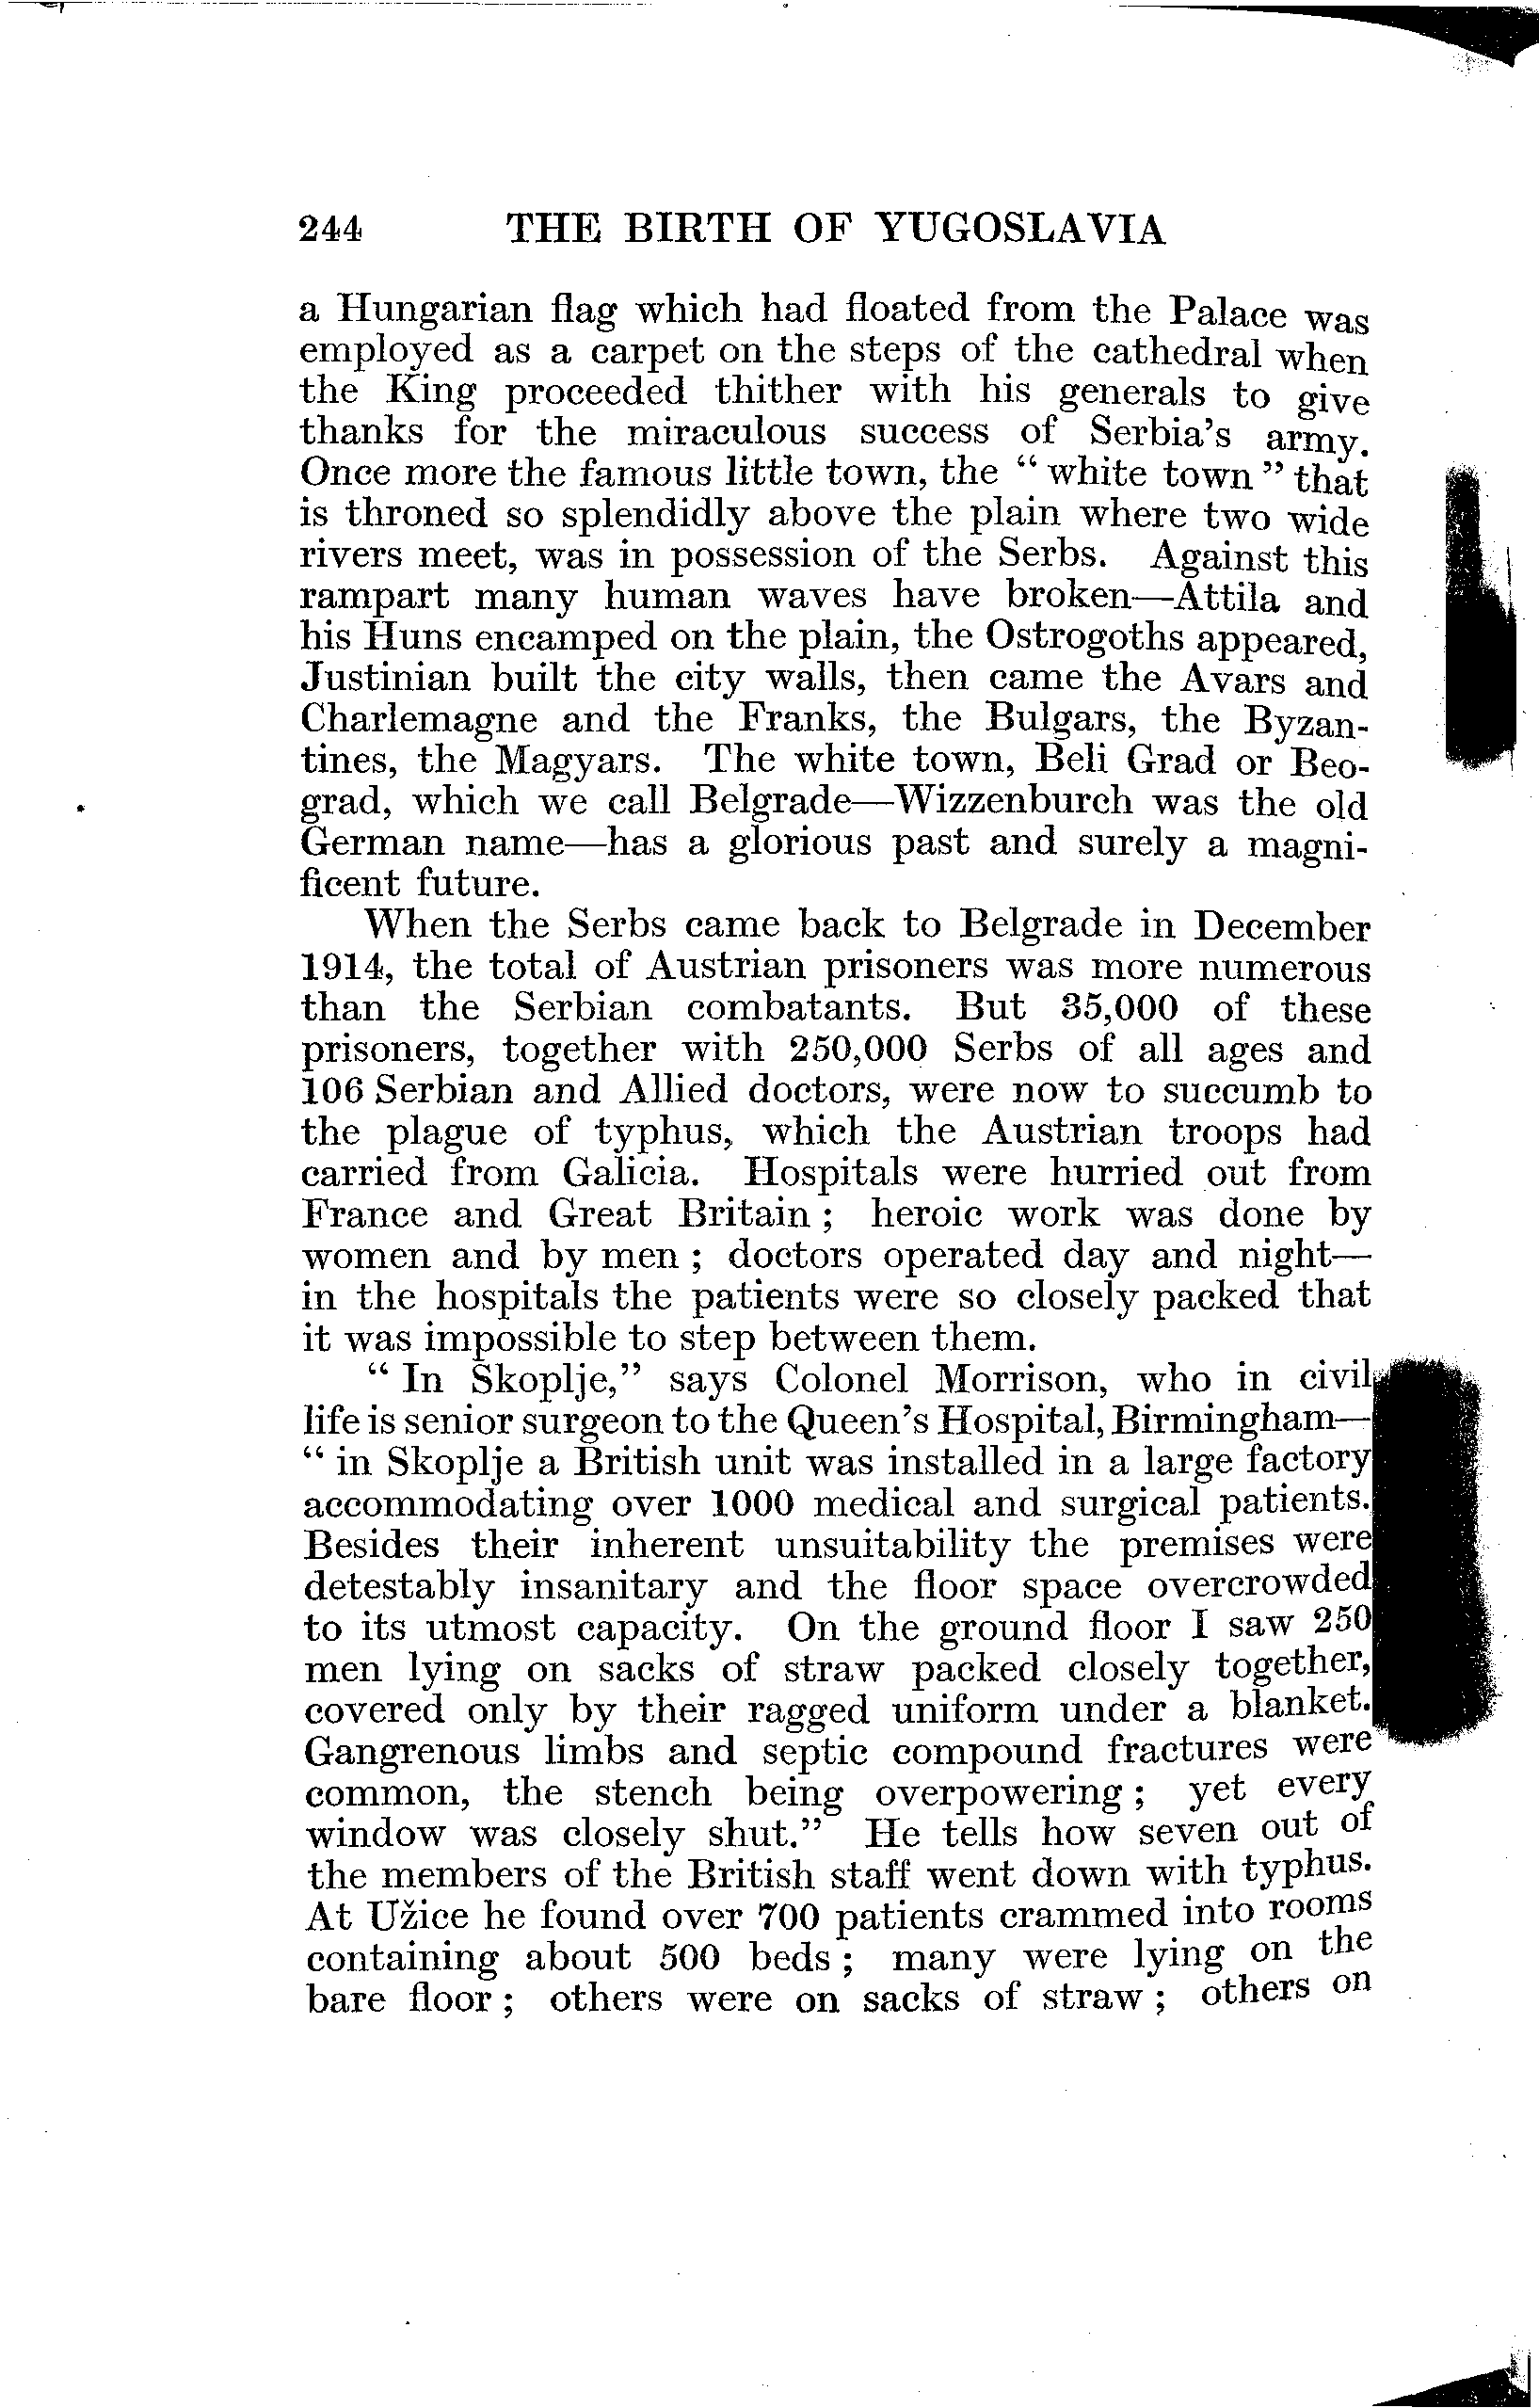 244 THE BIRTH OF YUGOSLAVIA
a Hungarian flag which had floated from the Palace was
employed as a carpet on the steps of the cathedral when
the King proceeded thither with his generals to give
thanks for the miraculous success of Serbia's army.
Once more the famous little town, the “ white town ” that
is throned so splendidly above the plain where two wide
rivers meet, was in possession of the Serbs. Against this
rampart many human waves have broken—Attila and
his Huns encamped on the plain, the Ostrogoths appeared,
Justinian built the city walls, then came the Avars and
Charlemagne and the Franks, the Bulgars, the Byzan-
tines, the Magyars. The white town, Beli Grad or Beo-
grad, which we call Belgrade—Wizzenburch was the old
German name—has a glorious past and surely a magni-
ficent future.
When the Serbs came back to Belgrade in December
1914, the total of Austrian prisoners was more numerous
than the Serbian combatants. But 35,000 of these
prisoners, together with 250,000 Serbs of all ages and
106 Serbian and Allied doctors, were now to succumb to
the plague of typhus, which the Austrian troops had
carried from Galicia. Hospitals were hurried out from
France and Great Britain ; heroic work was done by
women and by men ; doctors operated day and night—
in the hospitals the patients were so closely packed that
it was impossible to step between them.
“ In Skoplje,” says Colonel Morrison, who in civil
life is senior surgeon to the Queen's Hospital, Birmingham—
“ in Skoplje a British unit was installed in a large factory
accommodating over 1000 medical and surgical patients.
Besides their inherent unsuitability the premises were
detestably insanitary and the floor space overcrowded
to its utmost capacity. On the ground floor I saw 250
men lying on sacks of straw packed closely together,
covered only by their ragged uniform under a blanket.
Gangrenous limbs and septic compound fractures were
common, the stench being overpowering ; yet every
window was closely shut.” He tells how seven out of
the members of the British staff went down with typhus.
At Užice he found over 700 patients crammed into rooms
containing about 500 beds ; many were lying on the
bare floor ; others were on sacks of straw ; others on